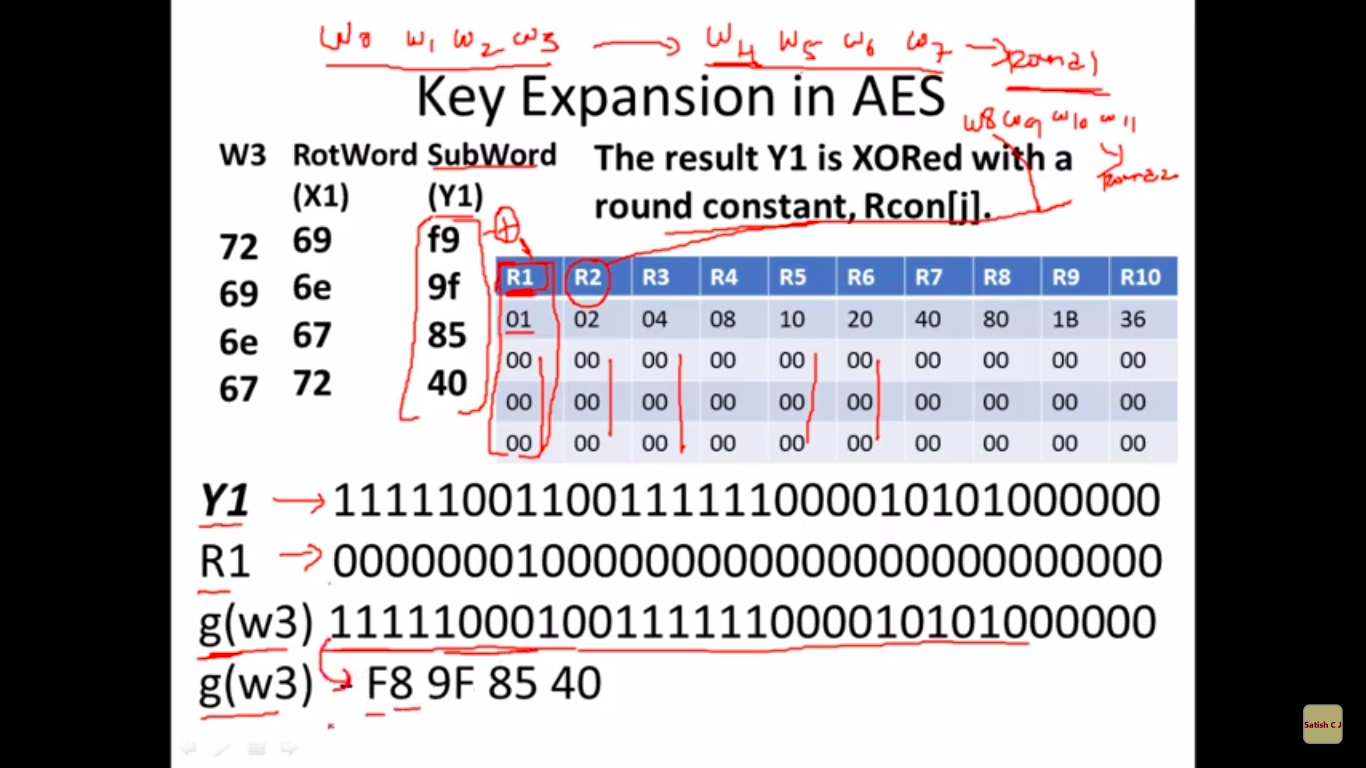 W0 W1 W2 W3 → W4 W5 W6 W7 → Round 1
Key Expansion in AES
W8 W9 W10 W11
Round 2
W3 RotWord SubWord
(X1) (Y1)
72 69 f9
69 6e 9f
6e 67 85
67 72 40
The result Y1 is XORed with a
round constant, Rcon[j].
R1 R2 R3 R4 R5 R6 R7 R8 R9 R10
01 02 04 08 10 20 40 80 1B 36
00 00 00 00 00 00 00 00 00 00
00 00 00 00 00 00 00 00 00 00
00 00 00 00 00 00 00 00 00 00
Y1 → 11111001100111111000010101000000
R1 → 00000001000000000000000000000000
g(w3) 11111000100111111000010101000000
g(w3) - F8 9F 85 40
Satish C J